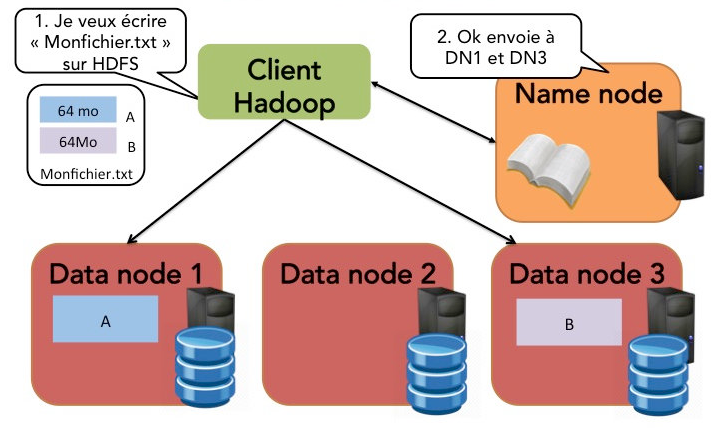 1. Je veux écrire
« Monfichier.txt »
sur HDFS
2. Ok envoie à
DN1 et DN3
Client
Hadoop
Name node
64 mo
A
64Mo
B
Monfichier.txt
Data node 1
Data node 2
Data node 3
A
B